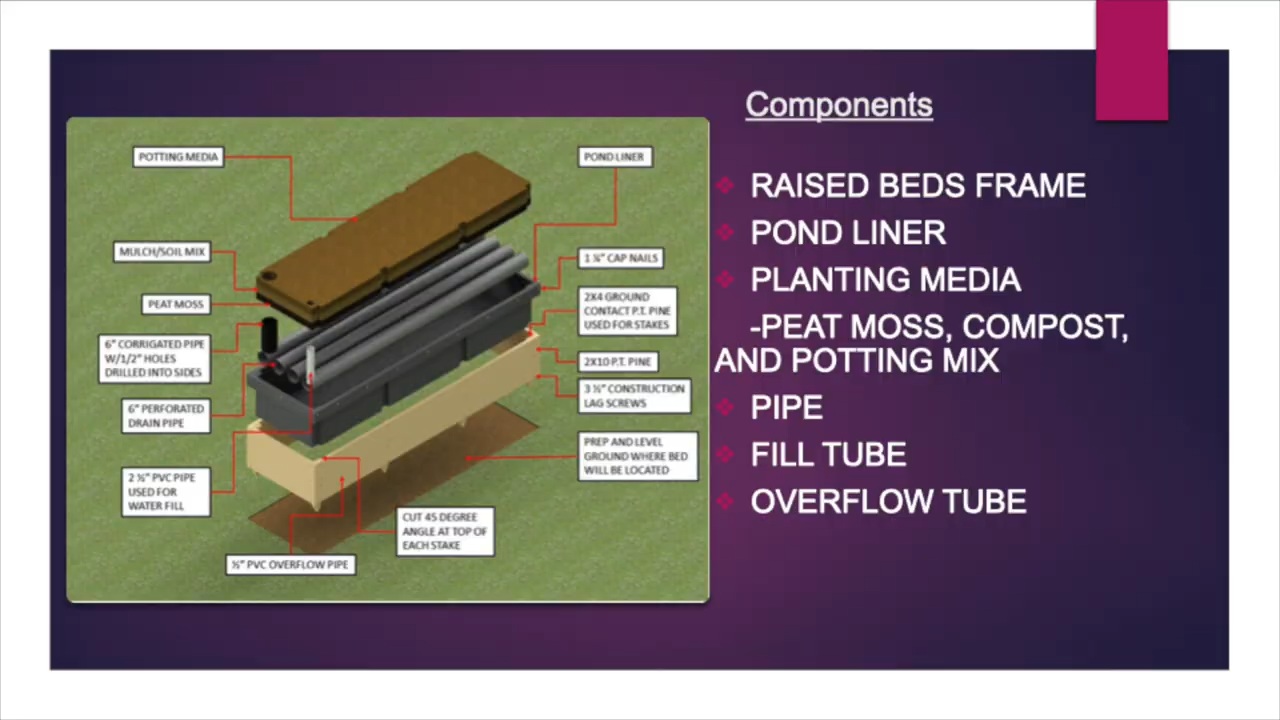 Components
RAISED BEDS FRAME
POND LINER
PLANTING MEDIA
-PEAT MOSS, COMPOST,
AND POTTING MIX
PIPE
FILL TUBE
OVERFLOW TUBE
POTTING MEDIA
MULCH/SOIL MIX
PEAT MOSS
6" CORRIGATED PIPE
W/1/2" HOLES
DRILLED INTO SIDES
6" PERFORATED
DRAIN PIPE
2 ½" PVC PIPE
USED FOR
WATER FILL
½" PVC OVERFLOW PIPE
CUT 45 DEGREE
ANGLE AT TOP OF
EACH STAKE
POND LINER
CAP NAILS
2X4 GROUND
CONTACT P.T. PINE
USED FOR STAKES
2X10 P.T. PINE
3 ½" CONSTRUCTION
LAG SCREWS
PREP AND LEVEL
GROUND WHERE BED
WILL BE LOCATED